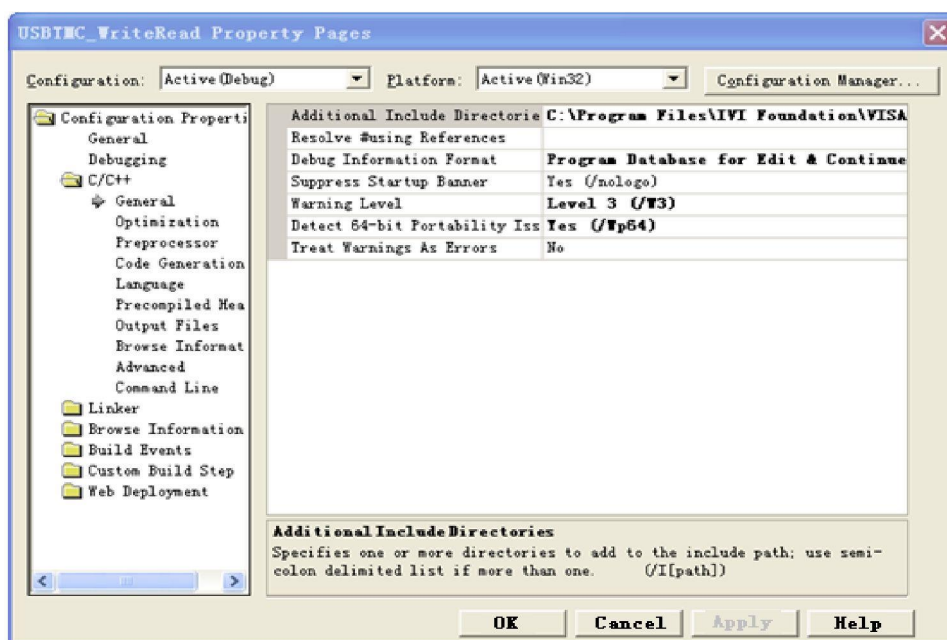 USBTMC_WriteRead Property Pages
Configuration: Active(Debug) Platform: Active(Win32) Configuration Manager...
Configuration Properti
General
Debugging
C/C++
General
Optimization
Preprocessor
Code Generation
Language
Precompiled Hea
Output Files
Browse Informat
Advanced
Command Line
Linker
Browse Information
Build Events
Custom Build Step
Web Deployment
Additional Include Directorie C:\Program Files\IVI Foundation\VISA
Resolve #using References
Debug Information Format Program Database for Edit & Continue
Suppress Startup Banner Yes (/nologo)
Warning Level Level 3 (/W3)
Detect 64-bit Portability Iss Yes (/Wp64)
Treat Warnings As Errors No
Additional Include Directories
Specifies one or more directories to add to the include path; use semi-
colon delimited list if more than one. (/I[path])
OK Cancel Apply Help